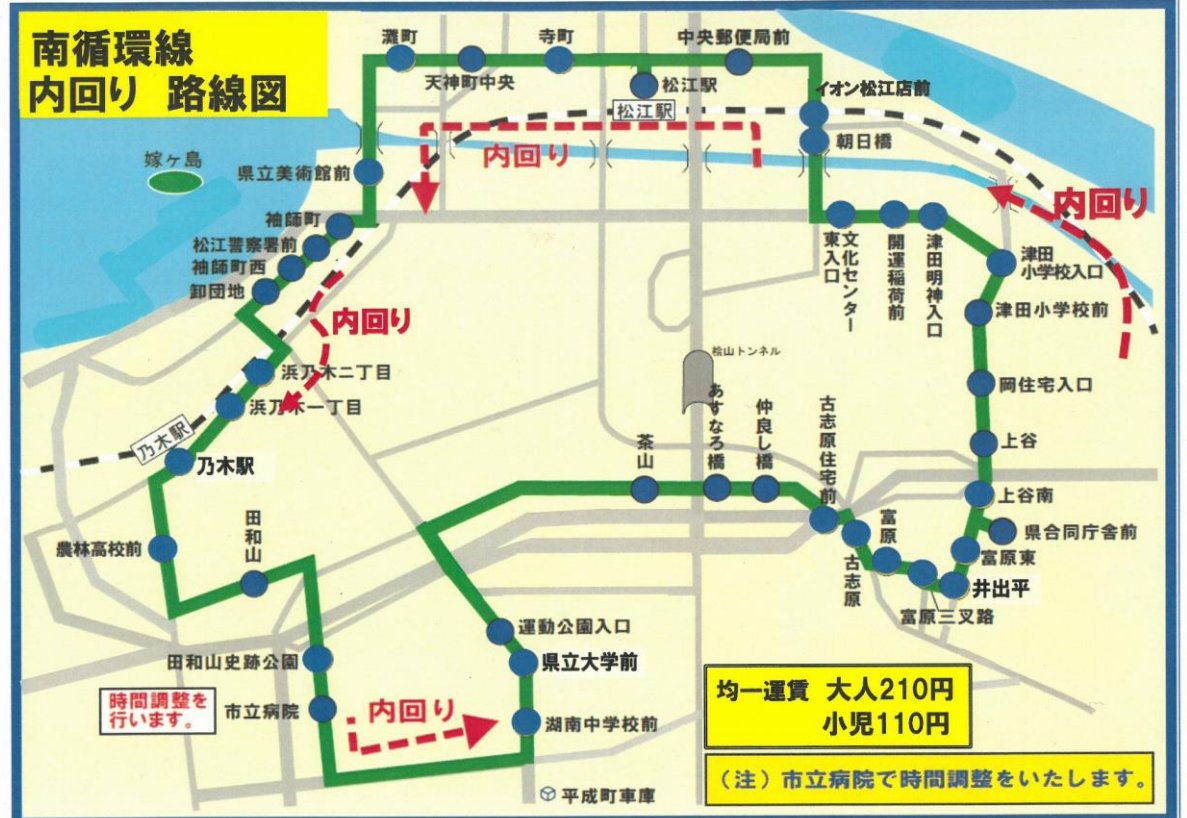 南循環線
内回り 路線図
灘町
天神町中央
寺町
松江駅
中央郵便局前
松江駅
イオン松江店前
朝日橋
内回り
嫁ヶ島
県立美術館前
袖師町
松江警察署前
袖師町西
卸団地
内回り
浜乃木二丁目
浜乃木一丁目
乃木駅
乃木駅
農林高校前
田和山
田和山史跡公園
時間調整を
行います。
市立病院
内回り
湖南中学校前
県立大学前
運動公園入口
茶山
あすなろ橋
仲良し橋
桧山トンネル
古志原住宅前
古志原
富原
富原三叉路
井出平
富原東
県合同庁舎前
上谷南
上谷
岡住宅入口
津田小学校前
津田
小学校入口
津田明神入口
開運稲荷前
文化センター
東入口
内回り
均一運賃 大人210円
小児110円
(注)市立病院で時間調整をいたします。
平成町車庫